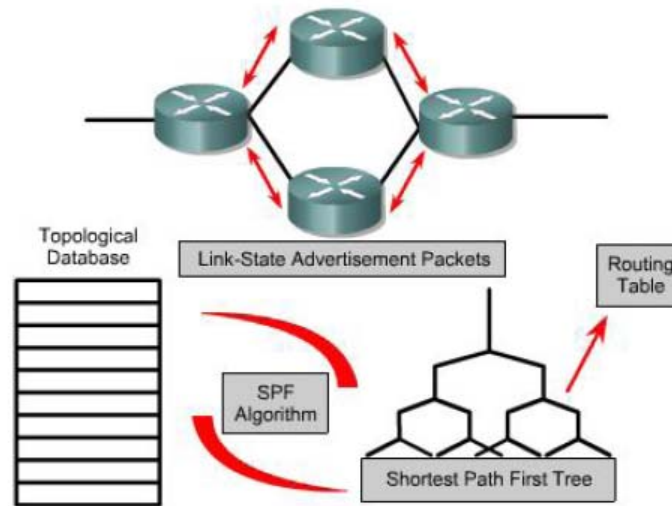 Topological
Database
Link-State Advertisement Packets
Routing
Table
SPF
Algorithm
Shortest Path First Tree